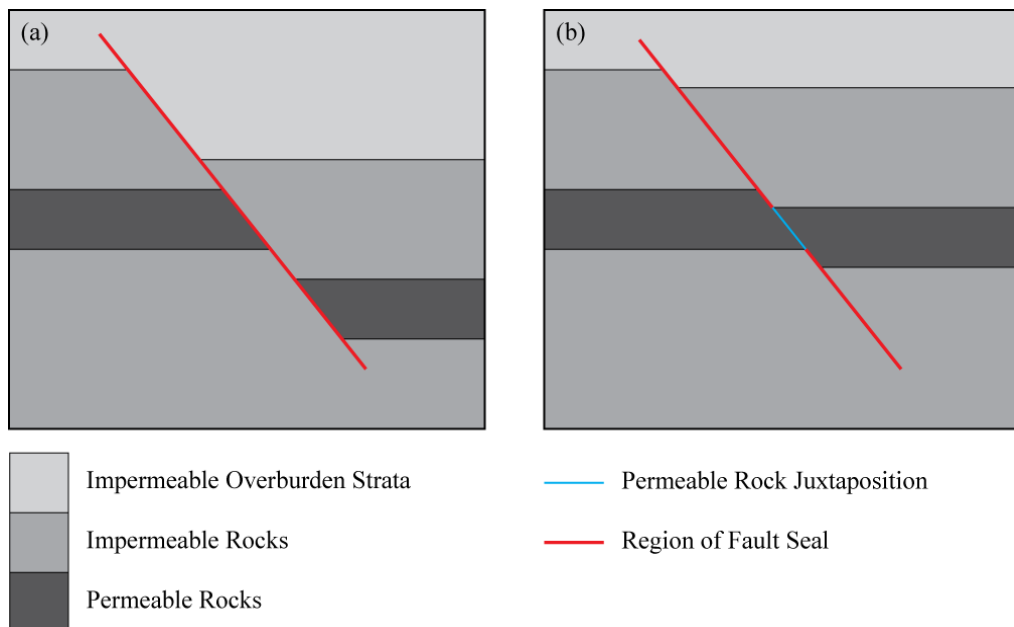 (a)
(b)
Impermeable Overburden Strata
Impermeable Rocks
Permeable Rocks
Permeable Rock Juxtaposition
Region of Fault Seal